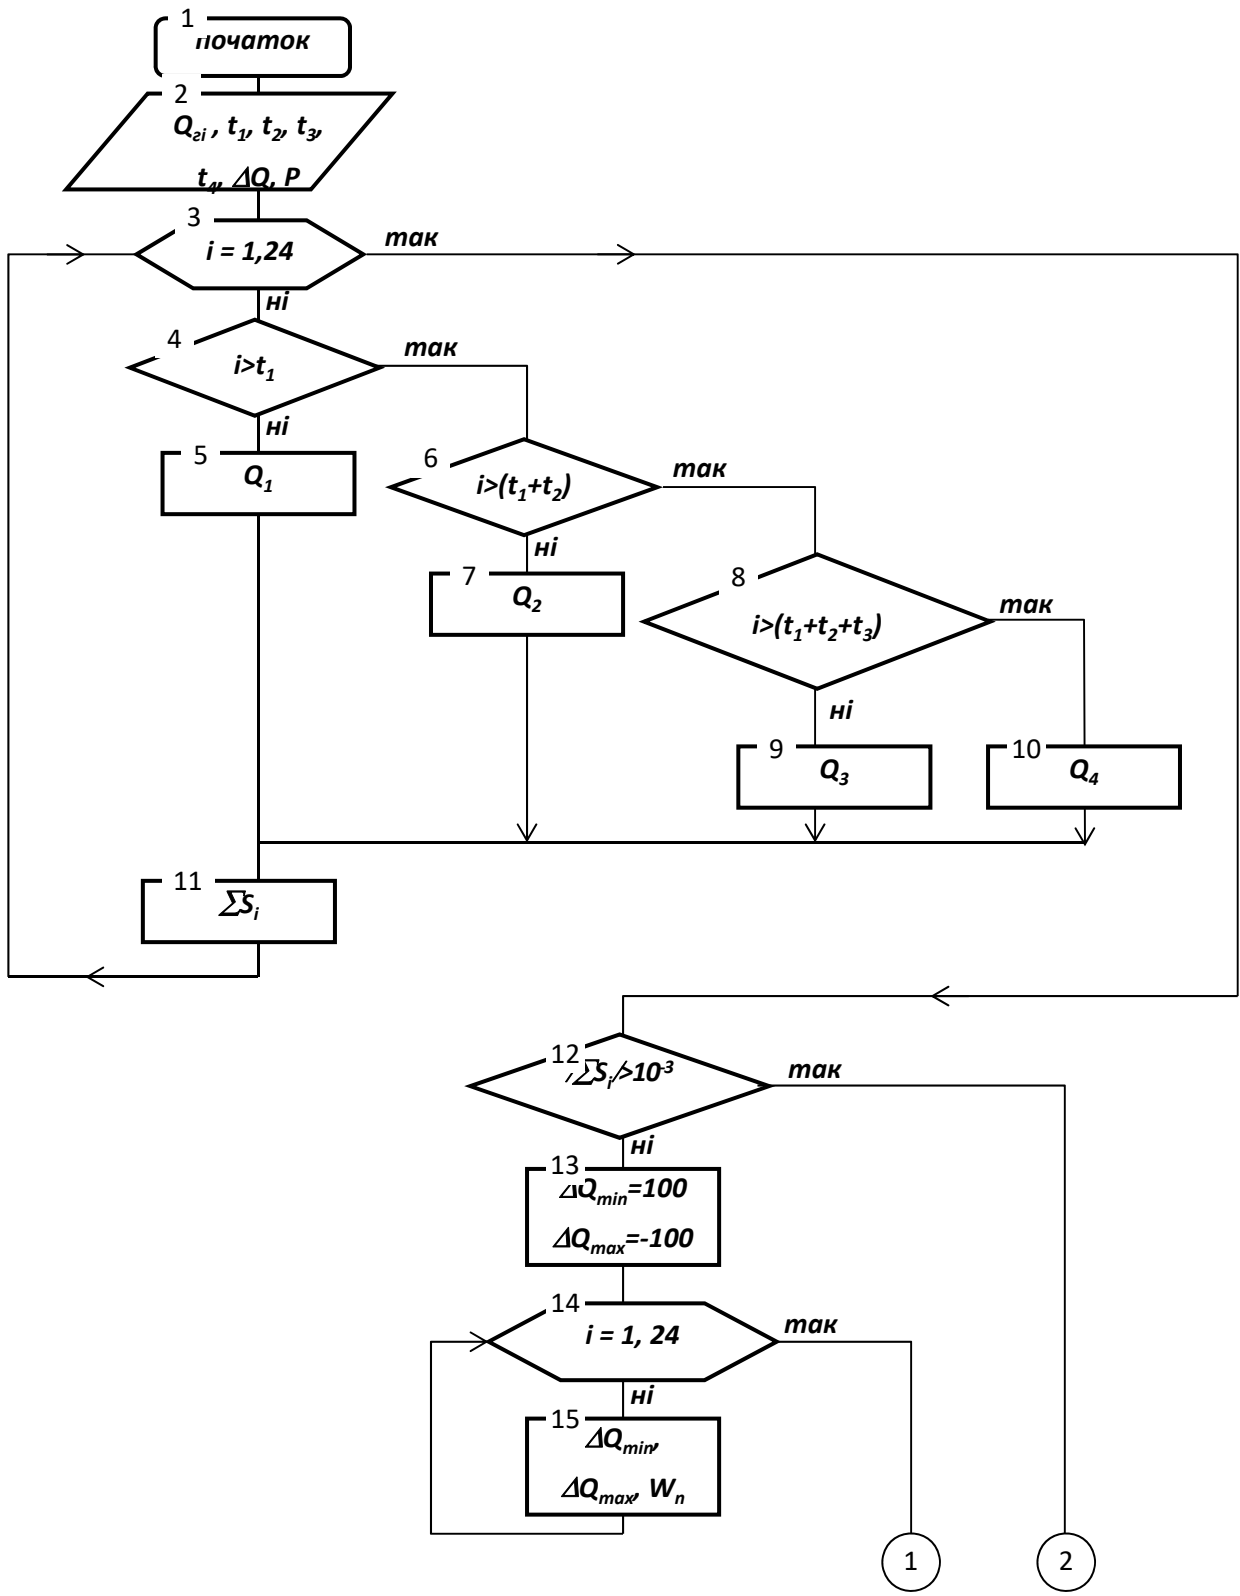 1
початок
2
Qгі , t1, t2, t3,
t4, ΔQ, P
3
i = 1,24
так
ні
4
i>t1
так
ні
5
Q1
6
i>(t1+t2)
так
ні
7
Q2
8
i>(t1+t2+t3)
так
ні
9
Q3
10
Q4
11
ΣSi
12
/ΣSi/>10-3
так
ні
13
ΔQmin=100
ΔQmax=-100
14
i = 1, 24
так
ні
15
ΔQmin,
ΔQmax, Wn
1
2